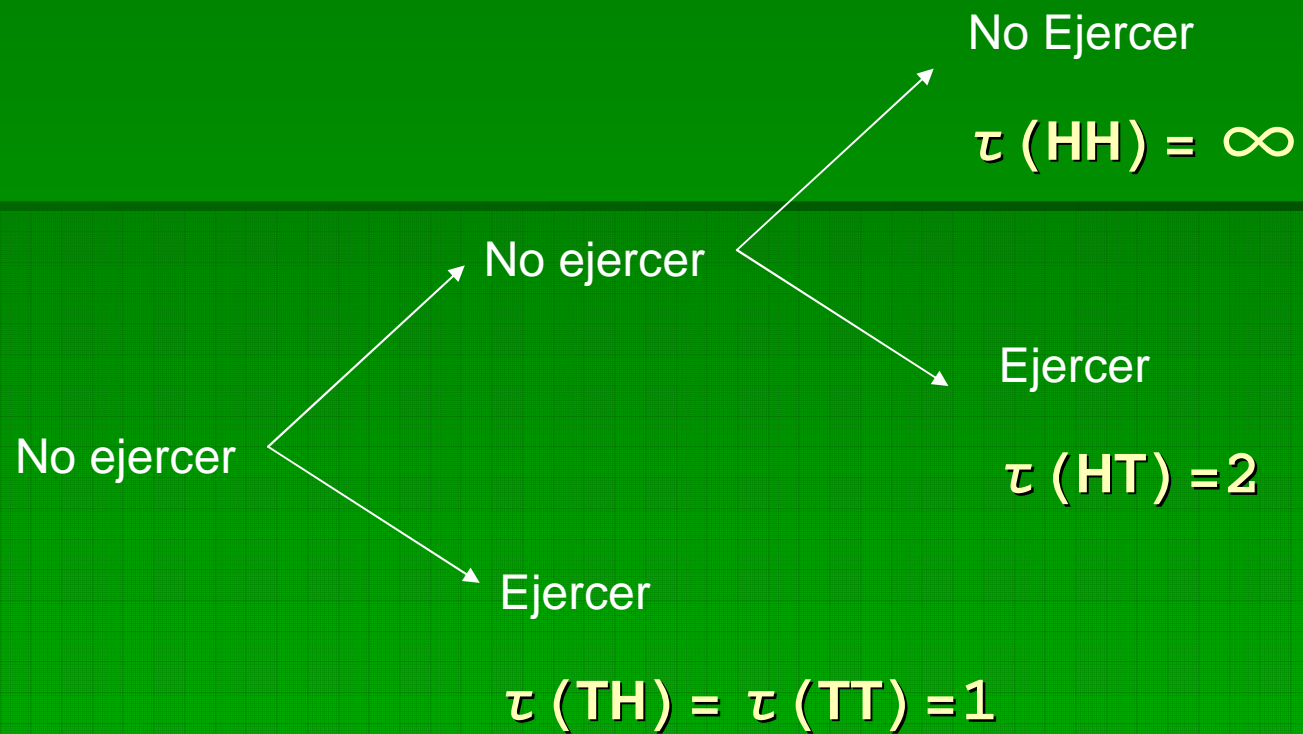 No Ejercer
τ (HH) = ∞
No ejercer
Ejercer
τ (HT) =2
No ejercer
Ejercer
τ (TH) = τ (TT) =1